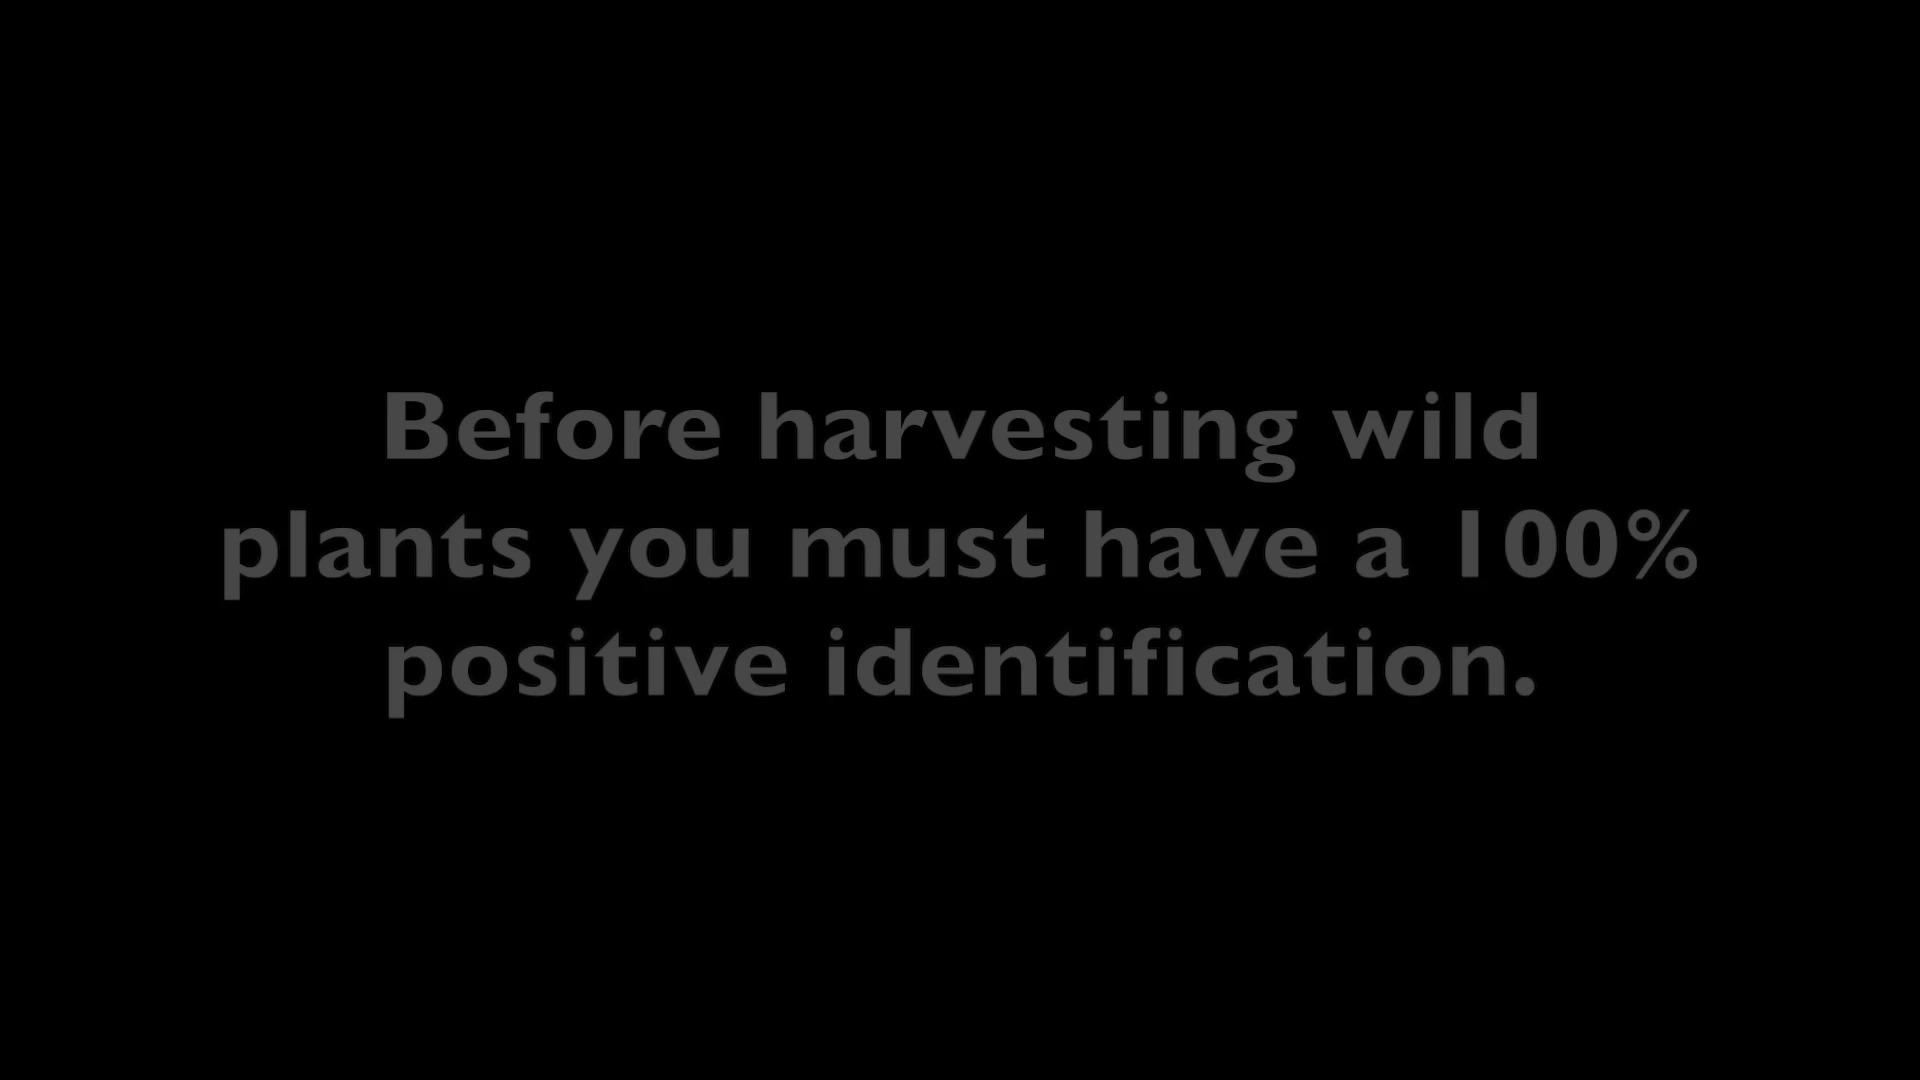 Before harvesting wild
plants you must have a 100%
positive identification.